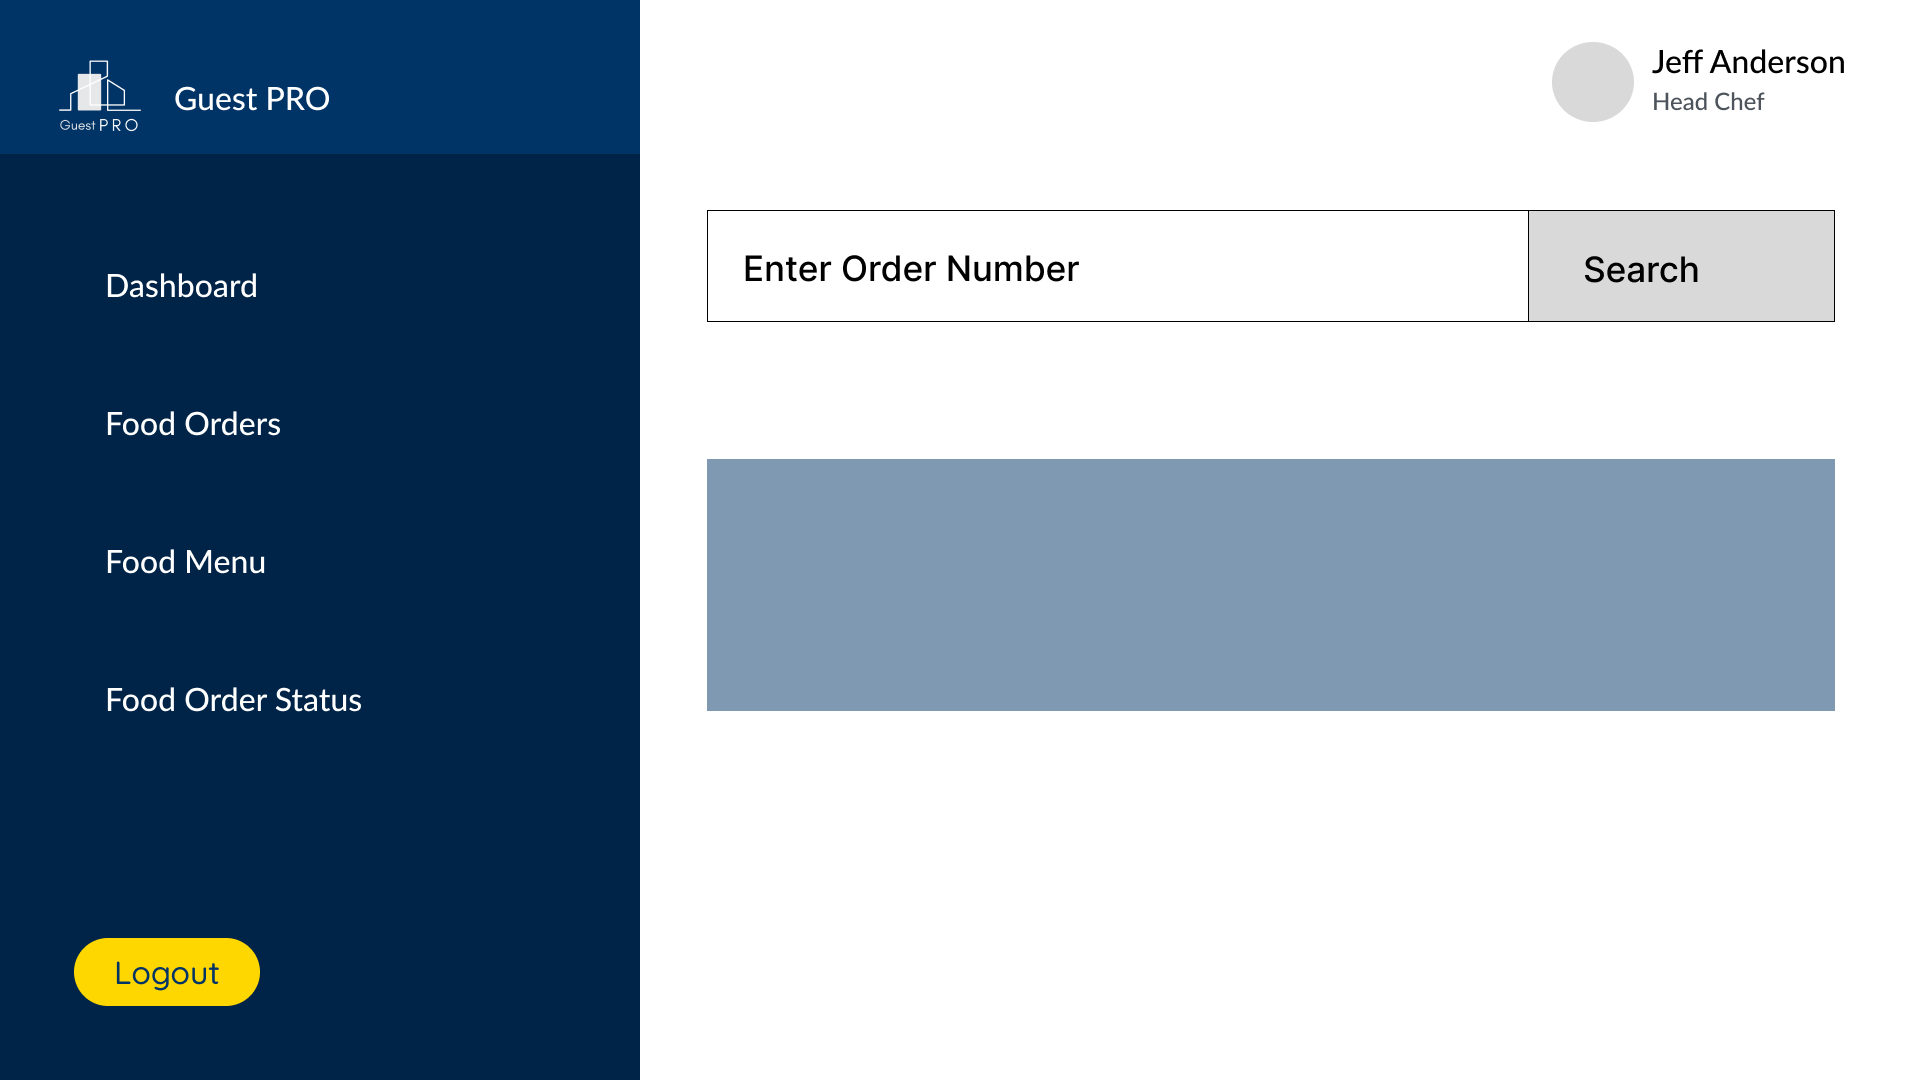 Guest PRO
Guest PRO
Jeff Anderson
Head Chef
Enter Order Number
Search
Dashboard
Food Orders
Food Menu
Food Order Status
Logout